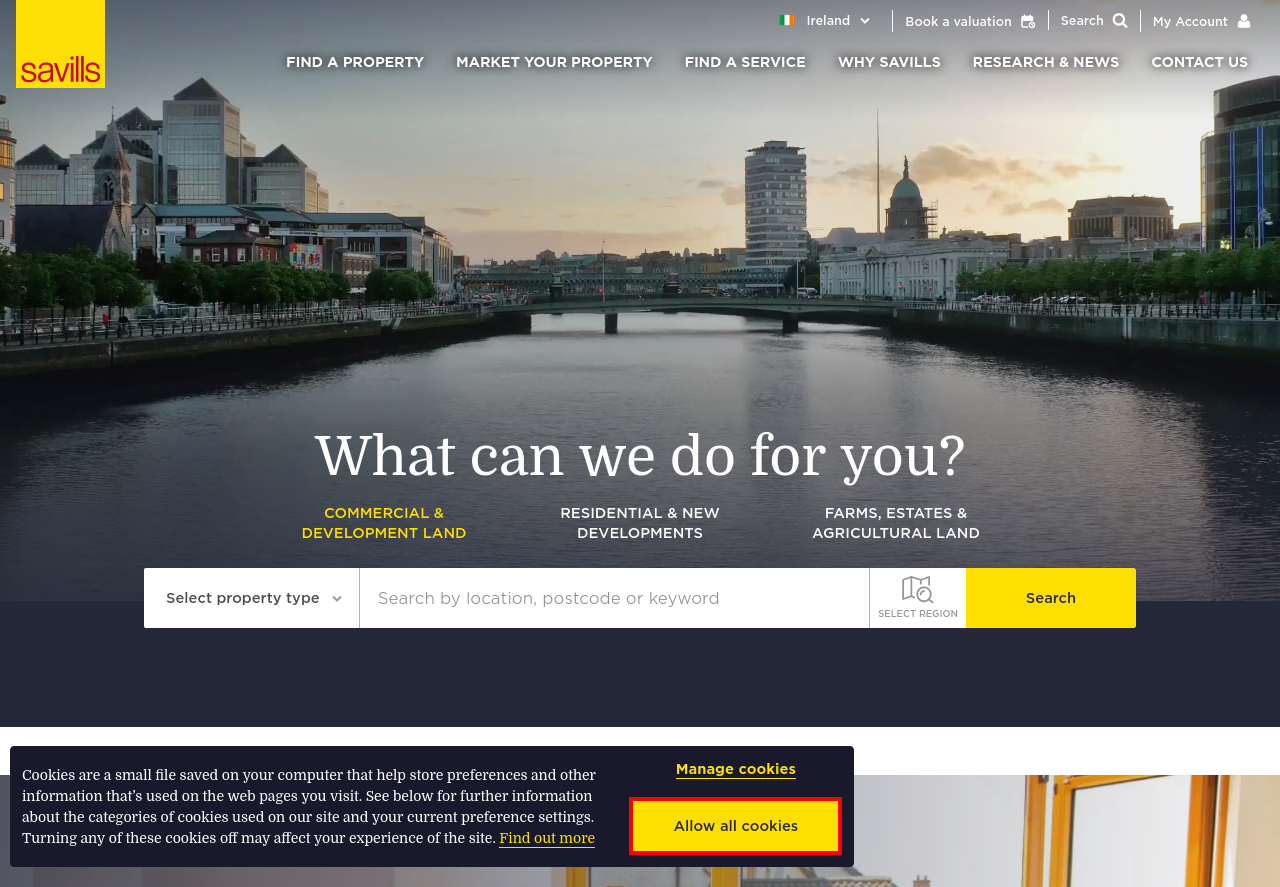 savills
Ireland
Book a valuation
Search
My Account
FIND A PROPERTY
MARKET YOUR PROPERTY
FIND A SERVICE
WHY SAVILLS
RESEARCH & NEWS
CONTACT US
What can we do for you?
COMMERCIAL &
DEVELOPMENT LAND
RESIDENTIAL & NEW
DEVELOPMENTS
FARMS, ESTATES &
AGRICULTURAL LAND
Select property type
Search by location, postcode or keyword
SELECT REGION
Search
Cookies are a small file saved on your computer that help store preferences and other
information that’s used on the web pages you visit. See below for further information
about the categories of cookies used on our site and your current preference settings.
Turning any of these cookies off may affect your experience of the site. Find out more
Manage cookies
Allow all cookies